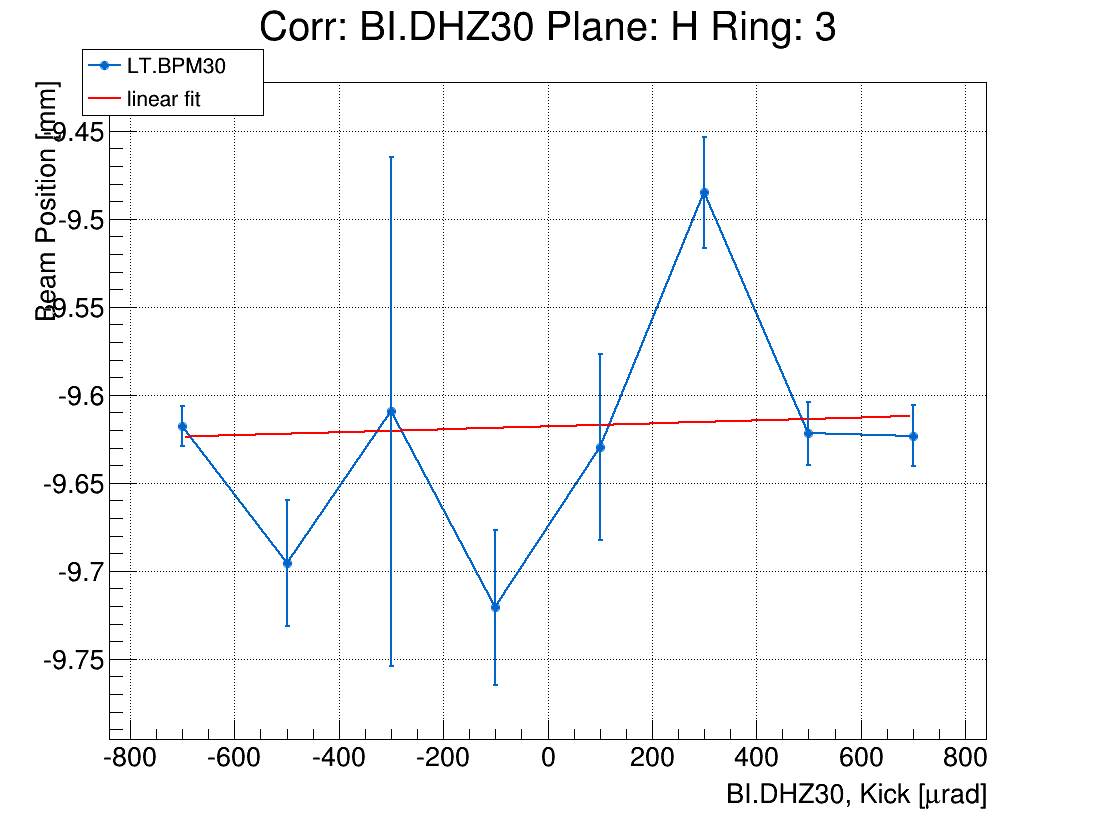 Corr: BI.DHZ30 Plane: H Ring: 3
LT.BPM30
linear fit
Beam Position [mm]
-9.45
-9.5
-9.55
-9.6
-9.65
-9.7
-9.75
-800 -600 -400 -200 0 200 400 600 800
BI.DHZ30, Kick [μrad]